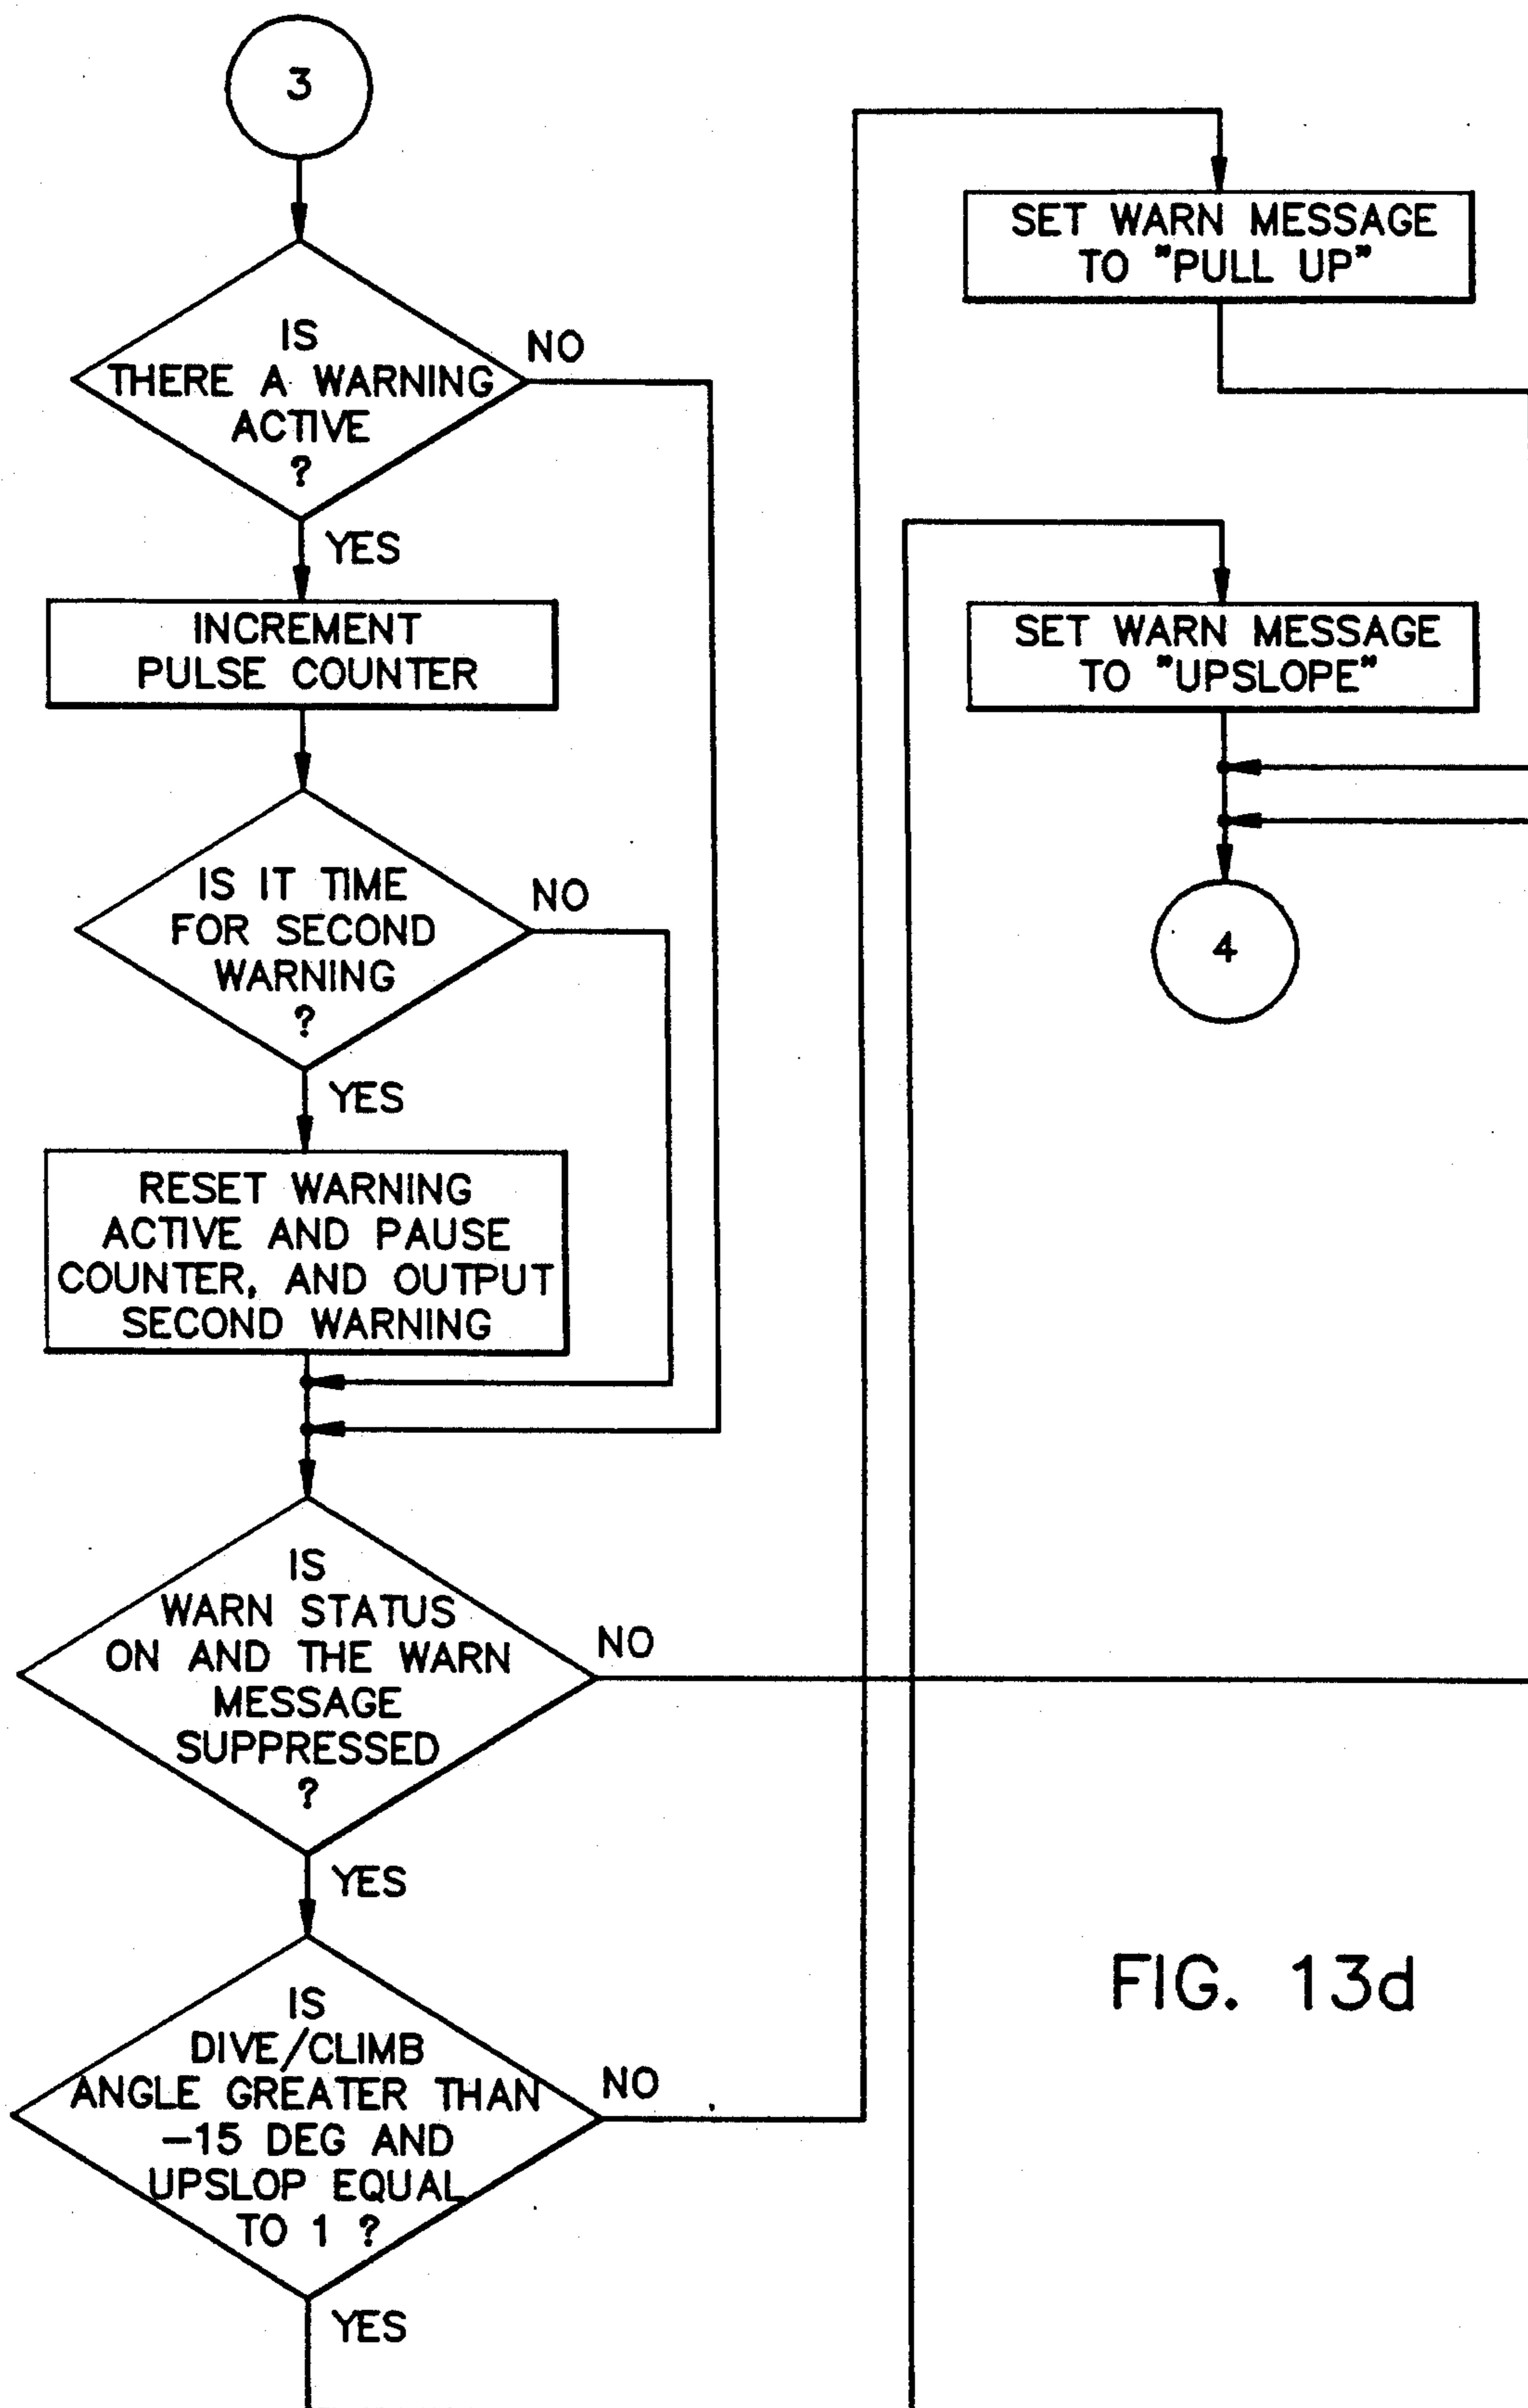 3
IS
THERE A WARNING
ACTIVE
?
NO
YES
INCREMENT
PULSE COUNTER
IS IT TIME
FOR SECOND
WARNING
?
NO
YES
RESET WARNING
ACTIVE AND PAUSE
COUNTER, AND OUTPUT
SECOND WARNING
IS
WARN STATUS
ON AND THE WARN
MESSAGE
SUPPRESSED
?
NO
YES
IS
DIVE/CLIMB
ANGLE GREATER THAN
-15 DEG AND
UPSLOP EQUAL
TO 1 ?
NO
YES
SET WARN MESSAGE
TO "PULL UP"
SET WARN MESSAGE
TO "UPSLOPE"
4
FIG. 13d